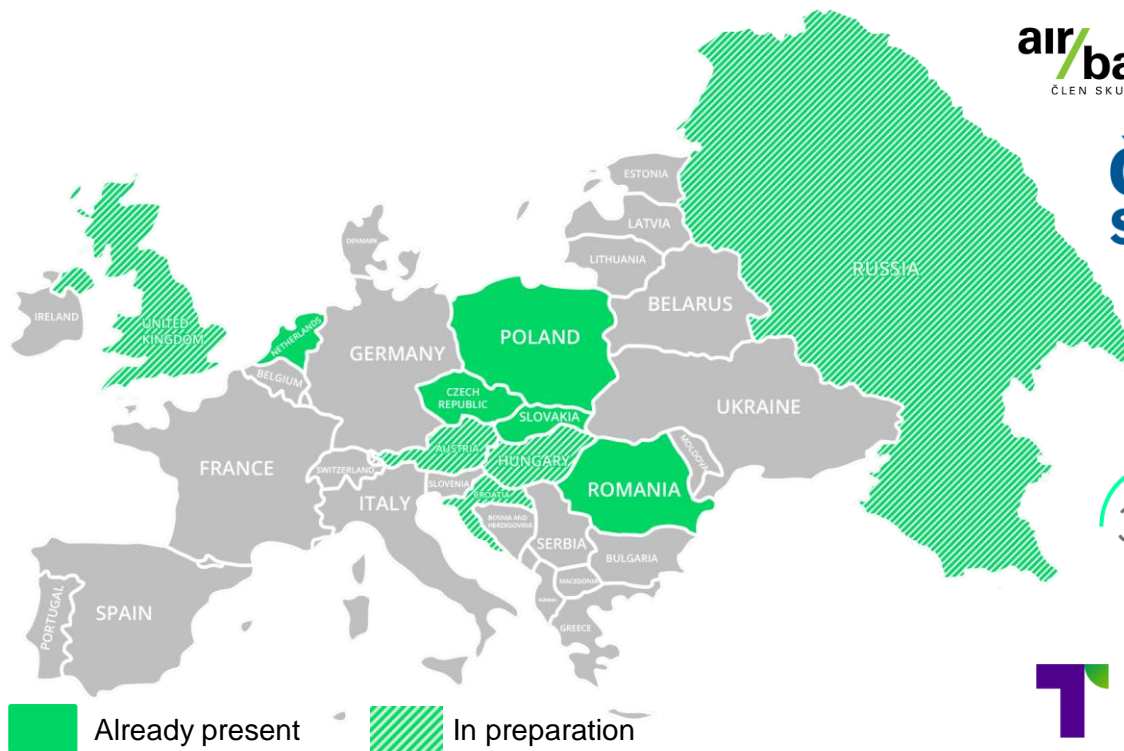 air/ba
ČLEN SKU
ESTONIA
LATVIA
DENMARK
LITHUANIA
RUSSIA
BELARUS
IRELAND
UNITED
KINGDOM
NETHERLANDS
POLAND
GERMANY
BELGIUM
CZECH
REPUBLIC
UKRAINE
SLOVAKIA
AUSTRIA
HUNGARY
MOLDOVA
FRANCE
SWITZERLAND
SLOVENIA
ROMANIA
CROATIA
ITALY
BOSNIA AND
HERZEGOVINA
SERBIA
BULGARIA
MACEDONIA
PORTUGAL
SPAIN
GREECE
Already present
In preparation